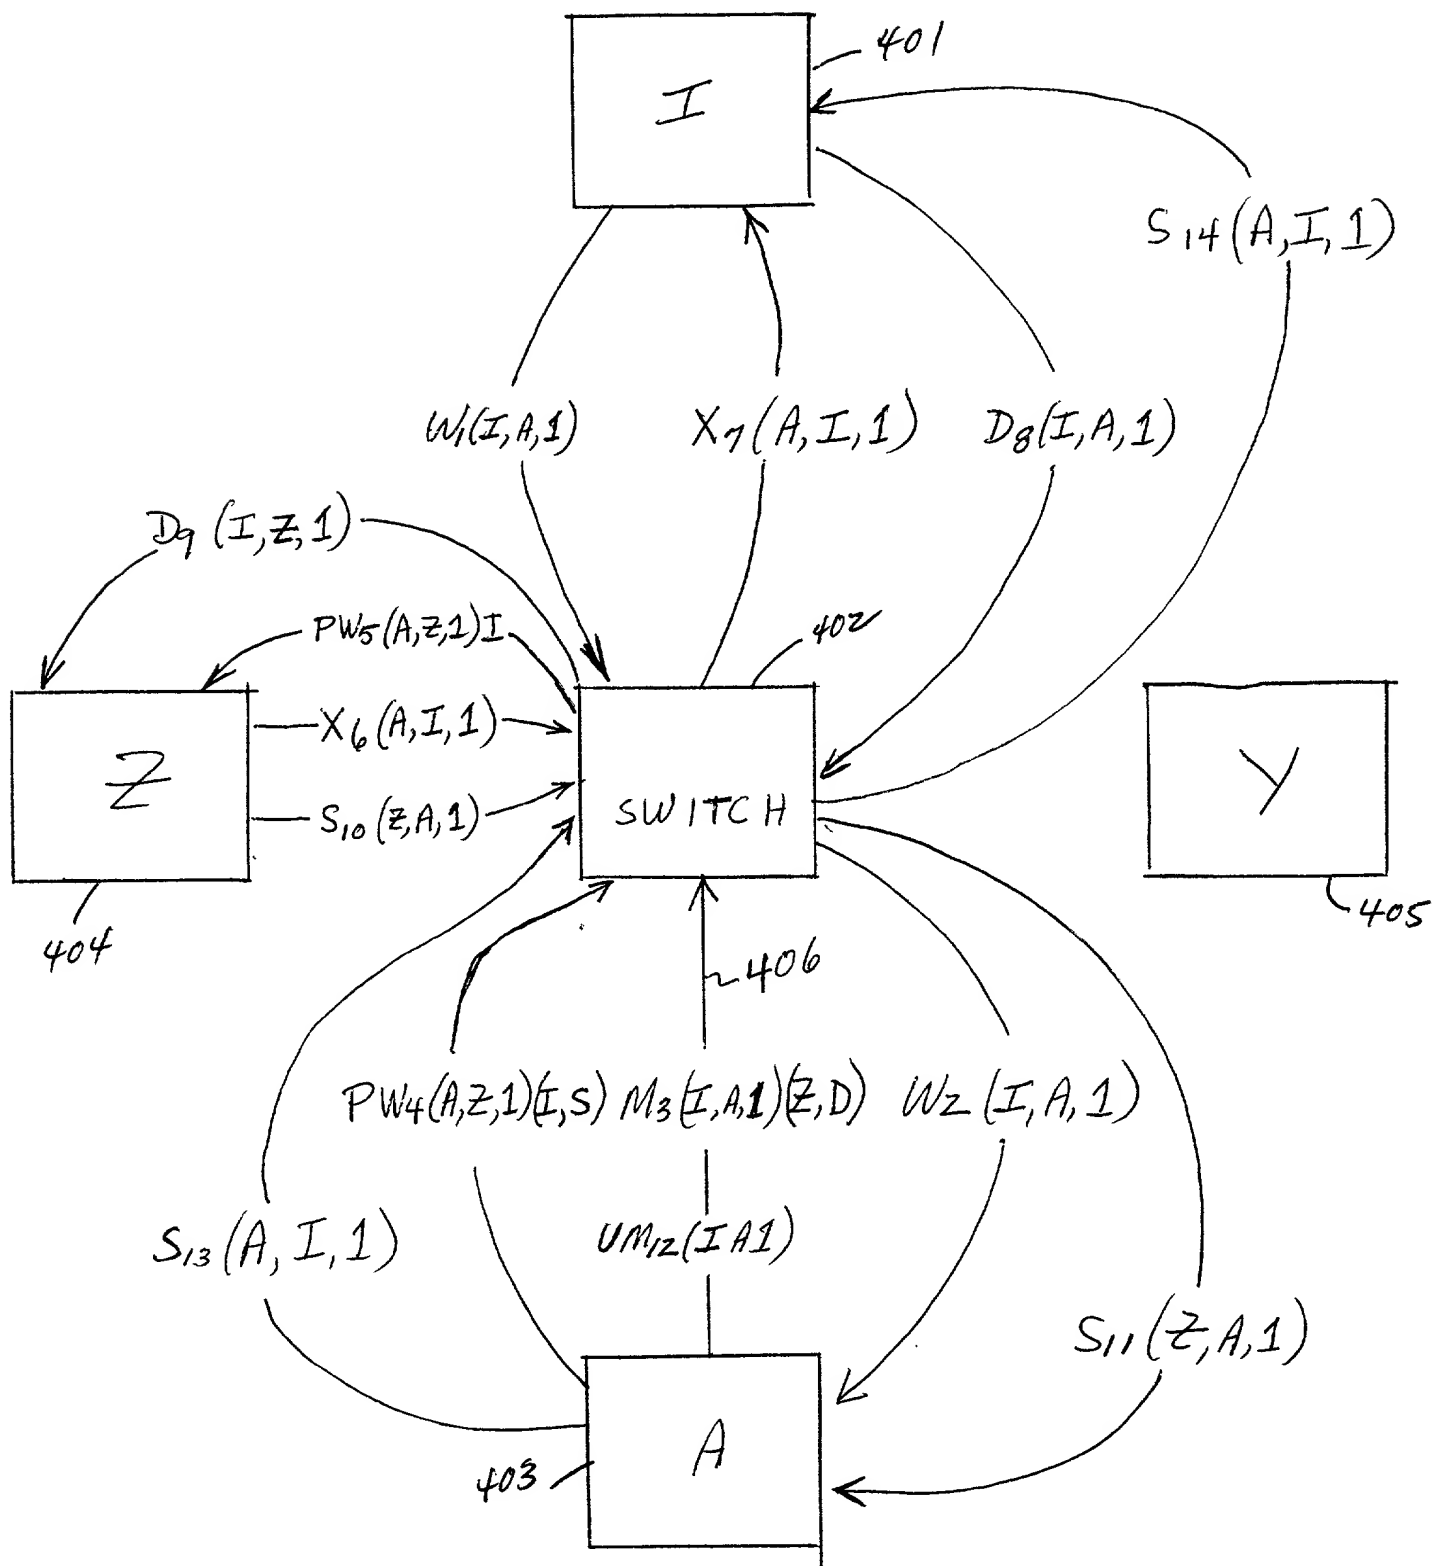 401
I
S14(A,I,1)
W1(I,A,1)
X7(A,I,1)
D8(I,A,1)
D9(I,Z,1)
PW5(A,Z,1)I
402
X6(A,I,1)
Z
SWITCH
Y
S10(Z,A,1)
404
405
406
PW4(A,Z,1)(I,S)
M3(I,A,1)(Z,D)
W2(I,A,1)
S13(A,I,1)
UM12(IA1)
S11(Z,A,1)
A
403